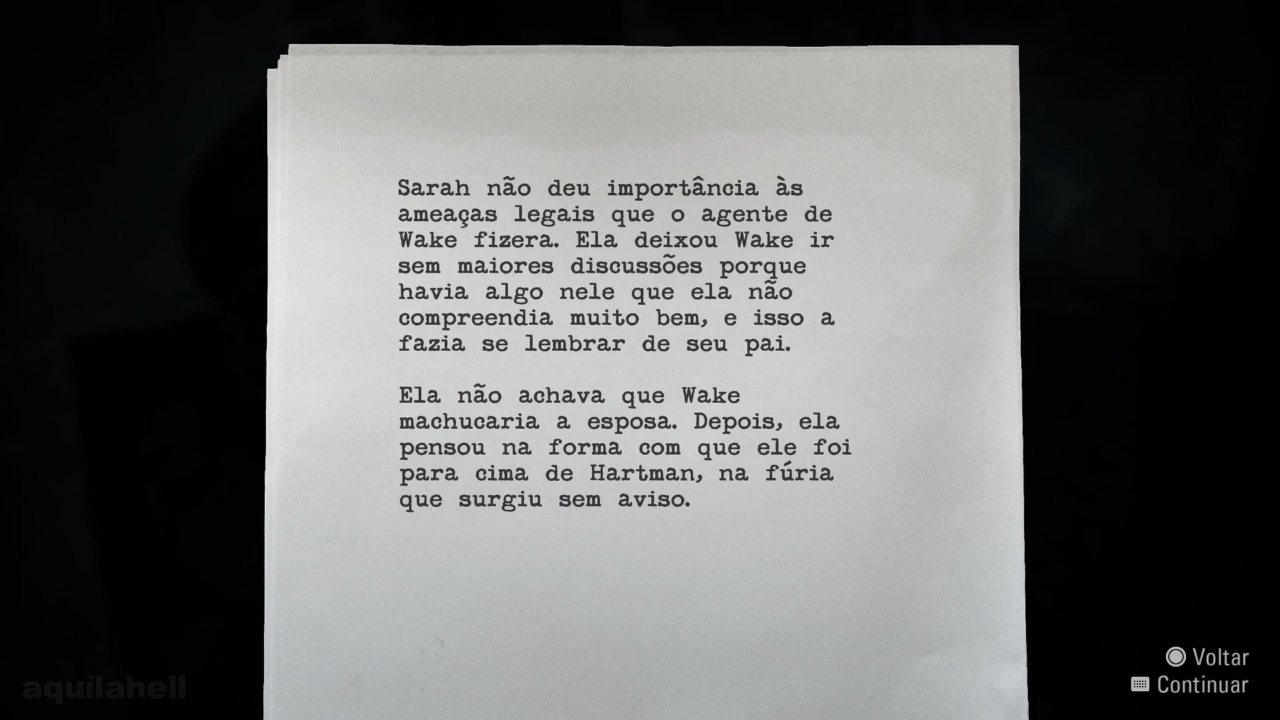 Sarah não deu importância às
ameaças legais que o agente de
Wake fizera. Ela deixou Wake ir
sem maiores discussões porque
havia algo nele que ela não
compreendia muito bem, e isso a
fazia se lembrar de seu pai.
Ela não achava que Wake
machucaria a esposa. Depois, ela
pensou na forma com que ele foi
para cima de Hartman, na fúria
que surgiu sem aviso.
Voltar
Continuar
aquilahell